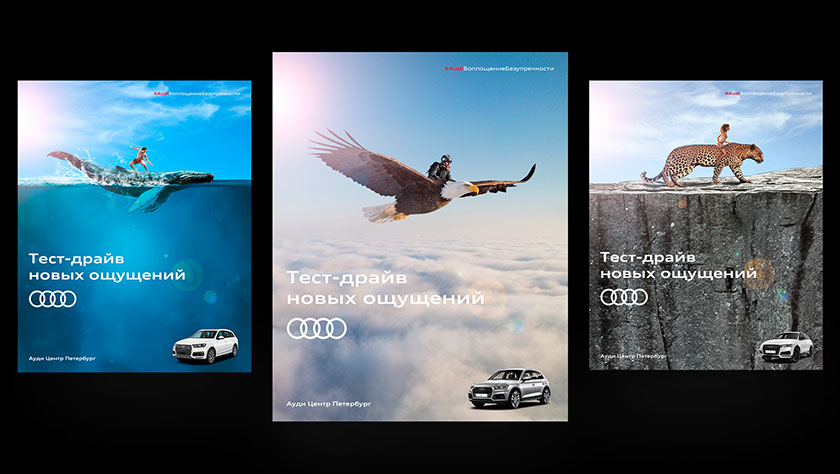 #AudiВоплощениеБезупречности
Тест-драйв
новых ощущений
Ауди Центр Петербург
#AudiВоплощениеБезупречности
Тест-драйв
новых ощущений
Ауди Центр Петербург
#AudiВоплощениеБезупречности
Тест-драйв
новых ощущений
Ауди Центр Петербург